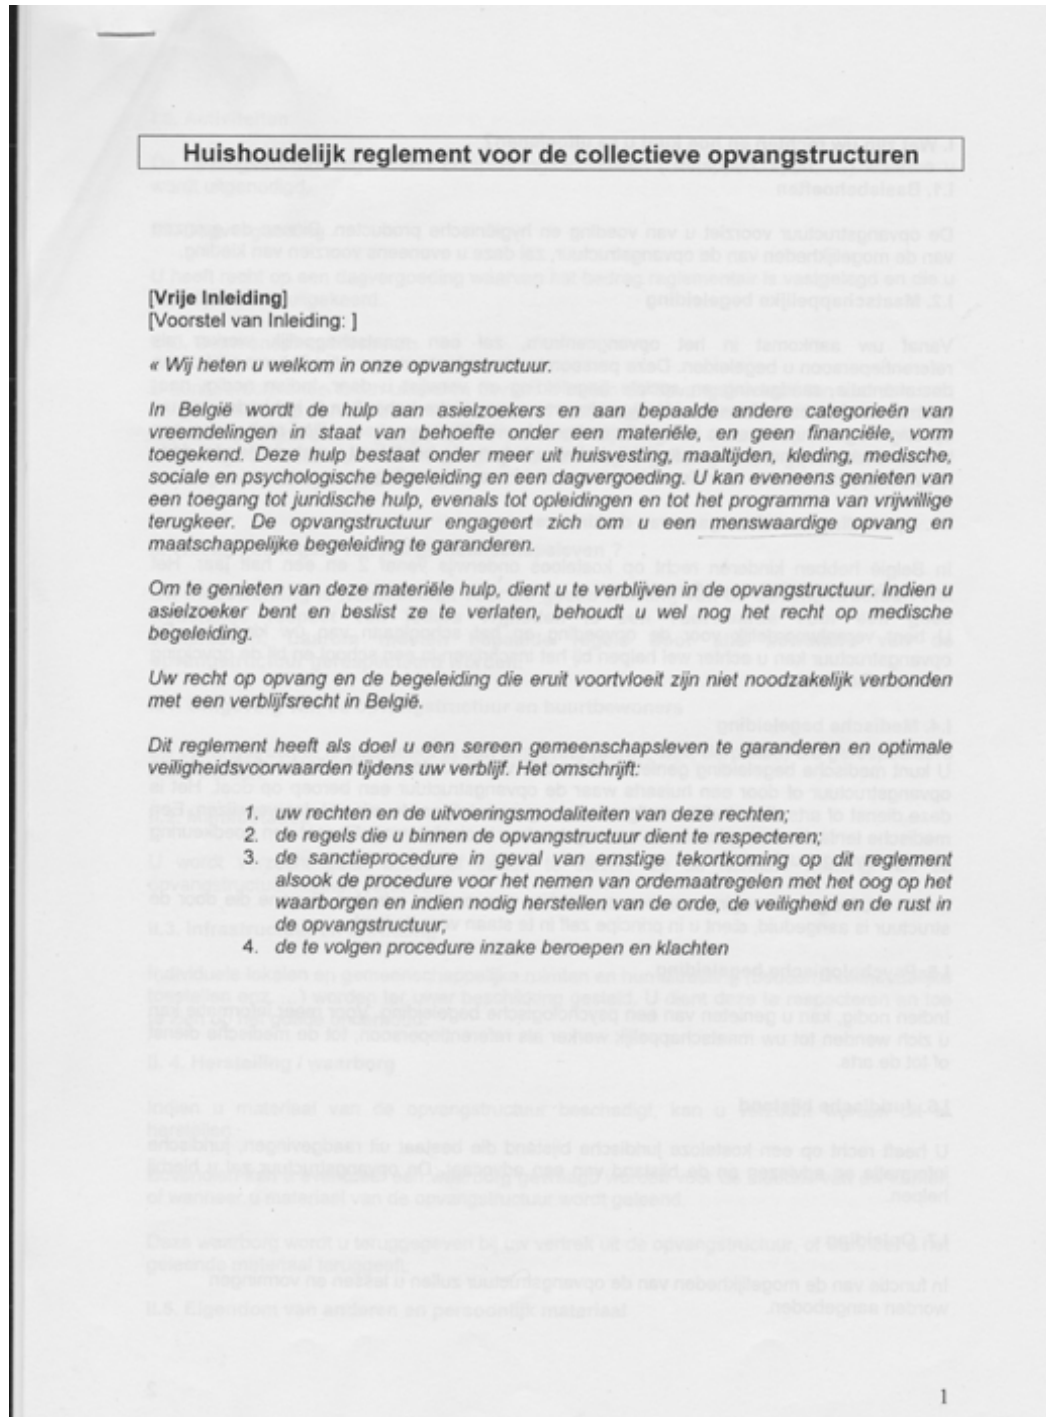 Huishoudelijk reglement voor de collectieve opvangstructuren
[Vrije Inleiding]
[Voorstel van Inleiding: ]
« Wij heten u welkom in onze opvangstructuur.
In België wordt de hulp aan asielzoekers en aan bepaalde andere categorieën van
vreemdelingen in staat van behoefte onder een materiële, en geen financiële, vorm
toegekend. Deze hulp bestaat onder meer uit huisvesting, maaltijden, kleding, medische,
sociale en psychologische begeleiding en een dagvergoeding. U kan eveneens genieten van
een toegang tot juridische hulp, evenals tot opleidingen en tot het programma van vrijwillige
terugkeer. De opvangstructuur engageert zich om u een menswaardige opvang en
maatschappelijke begeleiding te garanderen.
Om te genieten van deze materiële hulp, dient u te verblijven in de opvangstructuur. Indien u
asielzoeker bent en beslist ze te verlaten, behoudt u wel nog het recht op medische
begeleiding.
Uw recht op opvang en de begeleiding die eruit voortvloeit zijn niet noodzakelijk verbonden
met een verblijfsrecht in België.
Dit reglement heeft als doel u een sereen gemeenschapsleven te garanderen en optimale
veiligheidsvoorwaarden tijdens uw verblijf. Het omschrijft:
1. uw rechten en de uitvoeringsmodaliteiten van deze rechten;
2. de regels die u binnen de opvangstructuur dient te respecteren;
3. de sanctieprocedure in geval van ernstige tekortkoming op dit reglement
alsook de procedure voor het nemen van ordemaatregelen met het oog op het
waarborgen en indien nodig herstellen van de orde, de veiligheid en de rust in
de opvangstructuur;
4. de te volgen procedure inzake beroepen en klachten
1